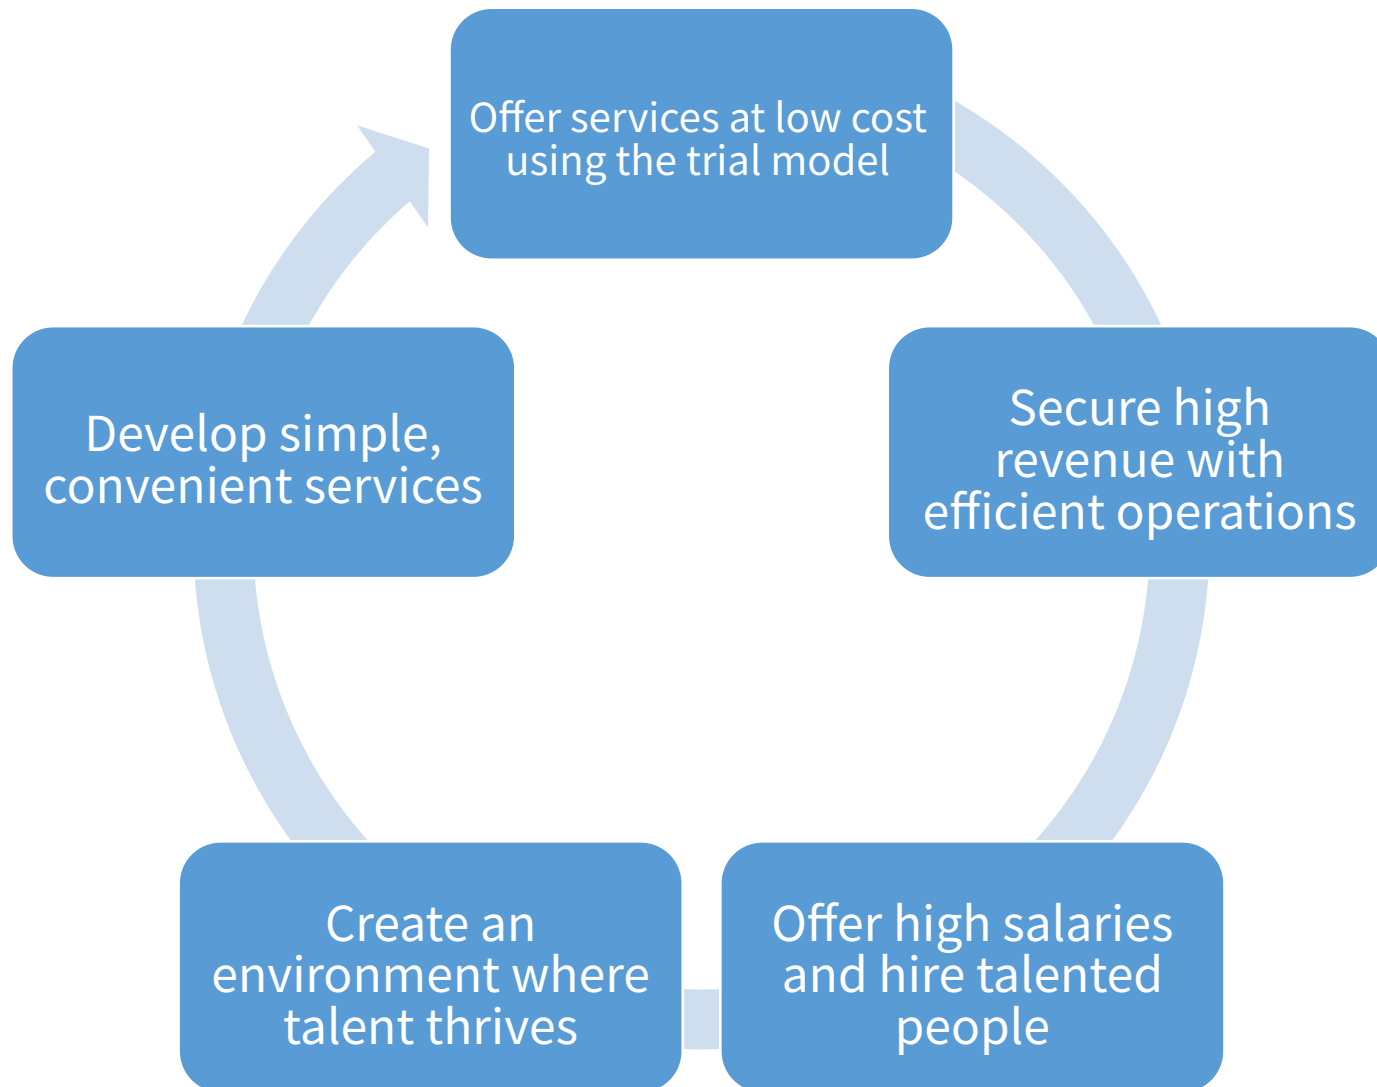 Offer services at low cost
using the trial model
Secure high
revenue with
efficient operations
Offer high salaries
and hire talented
people
Create an
environment where
talent thrives
Develop simple,
convenient services